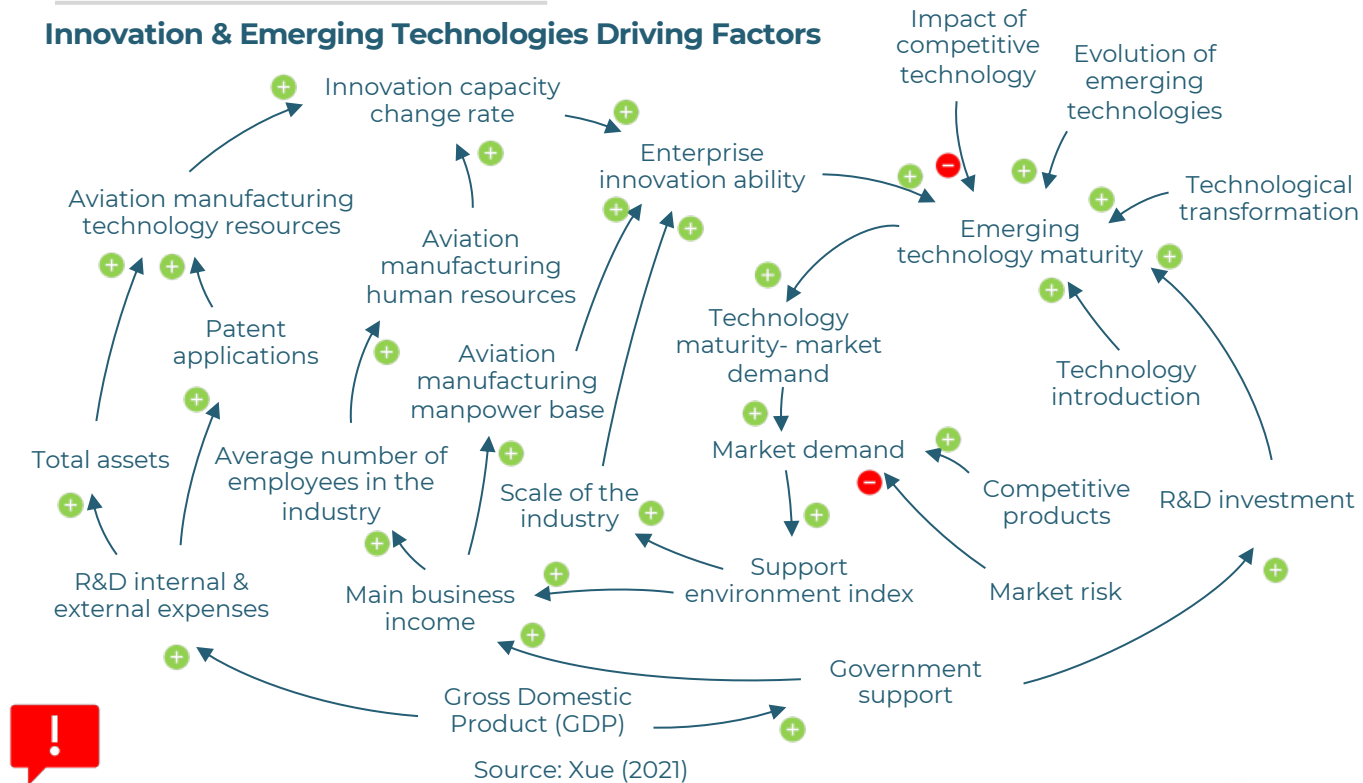 Innovation & Emerging Technologies Driving Factors
Impact of
competitive
technology
Evolution of
emerging
technologies
Innovation capacity
change rate
Enterprise
innovation ability
Technological
transformation
Aviation manufacturing
technology resources
Emerging
technology maturity
Aviation
manufacturing
human resources
Patent
applications
Technology
maturity- market
demand
Aviation
manufacturing
manpower base
Technology
introduction
Total assets
Average number of
employees in the
industry
Market demand
Scale of the
industry
Competitive
products
R&D investment
R&D internal &
external expenses
Main business
income
Support
environment index
Market risk
Government
support
Gross Domestic
Product (GDP)
!
Source: Xue (2021)